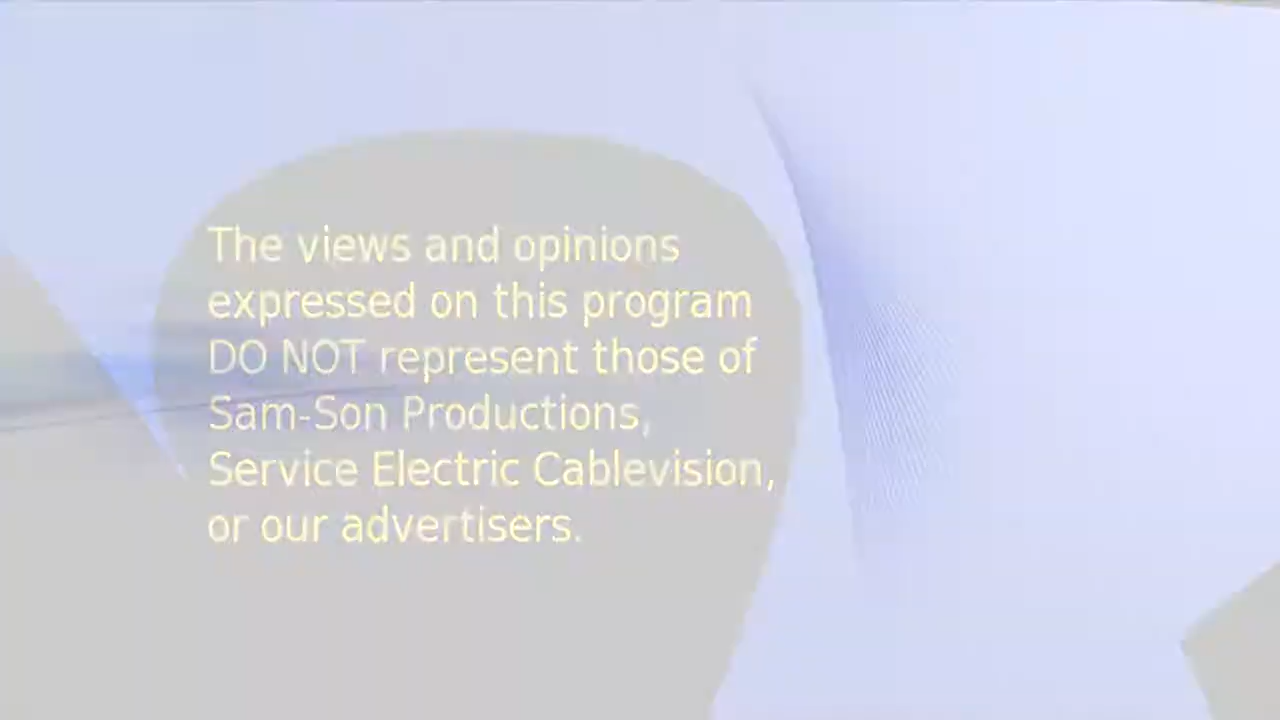 The views and opinions
expressed on this program
DO NOT represent those of
Sam-Son Productions,
Service Electric Cablevision,
or our advertisers.